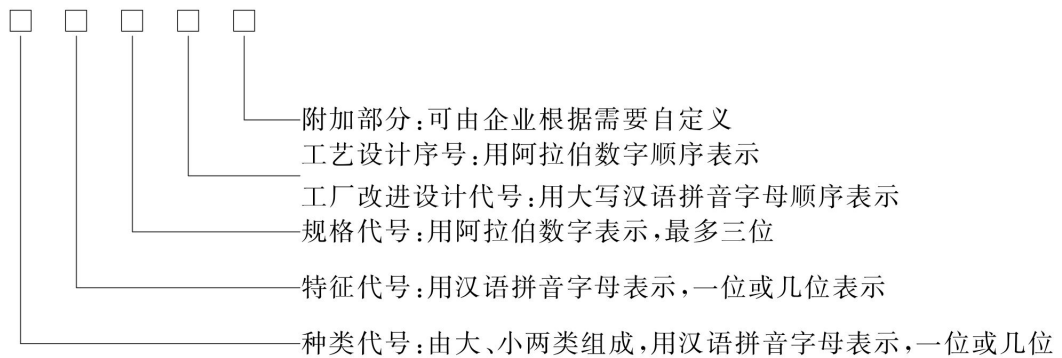 附加部分:可由企业根据需要自定义
工艺设计序号:用阿拉伯数字顺序表示
工厂改进设计代号:用大写汉语拼音字母顺序表示
规格代号:用阿拉伯数字表示,最多三位
特征代号:用汉语拼音字母表示,一位或几位表示
种类代号:由大、小两类组成,用汉语拼音字母表示,一位或几位